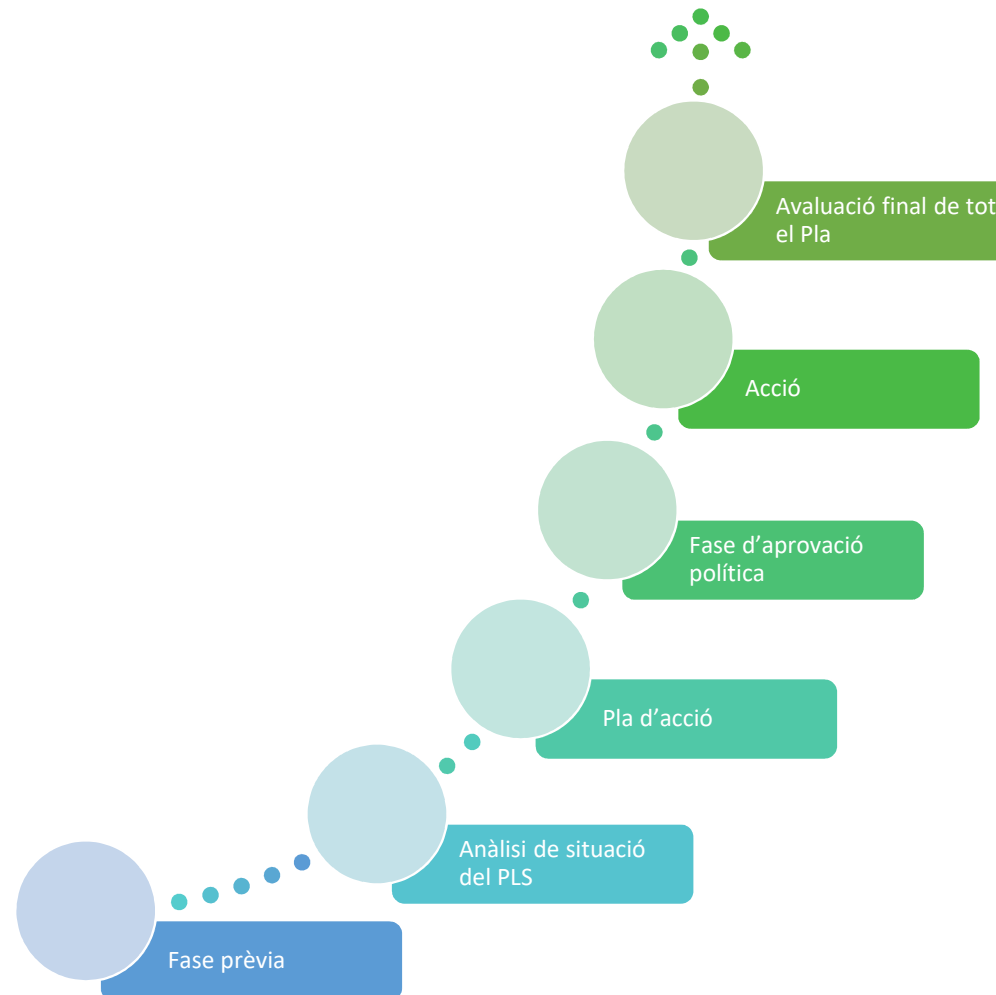 Avaluació final de tot
el Pla
Acció
Fase d’aprovació
política
Pla d’acció
Anàlisi de situació
del PLS
Fase prèvia